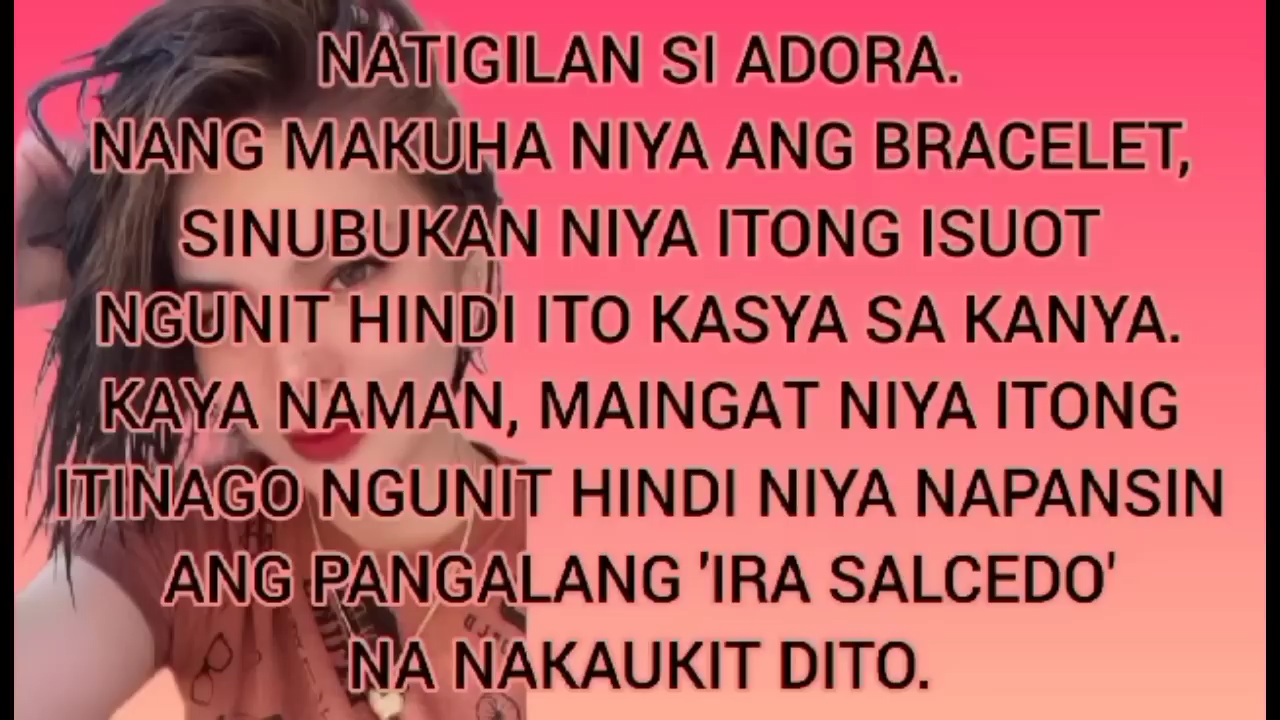 NATIGILAN SI ADORA.
NANG MAKUHA NIYA ANG BRACELET,
SINUBUKAN NIYA ITONG ISUOT
NGUNIT HINDI ITO KASYA SA KANYA.
KAYA NAMAN, MAINGAT NIYA ITONG
ITINAGO NGUNIT HINDI NIYA NAPANSIN
ANG PANGALANG 'IRA SALCEDO'
NA NAKAUKIT DITO.